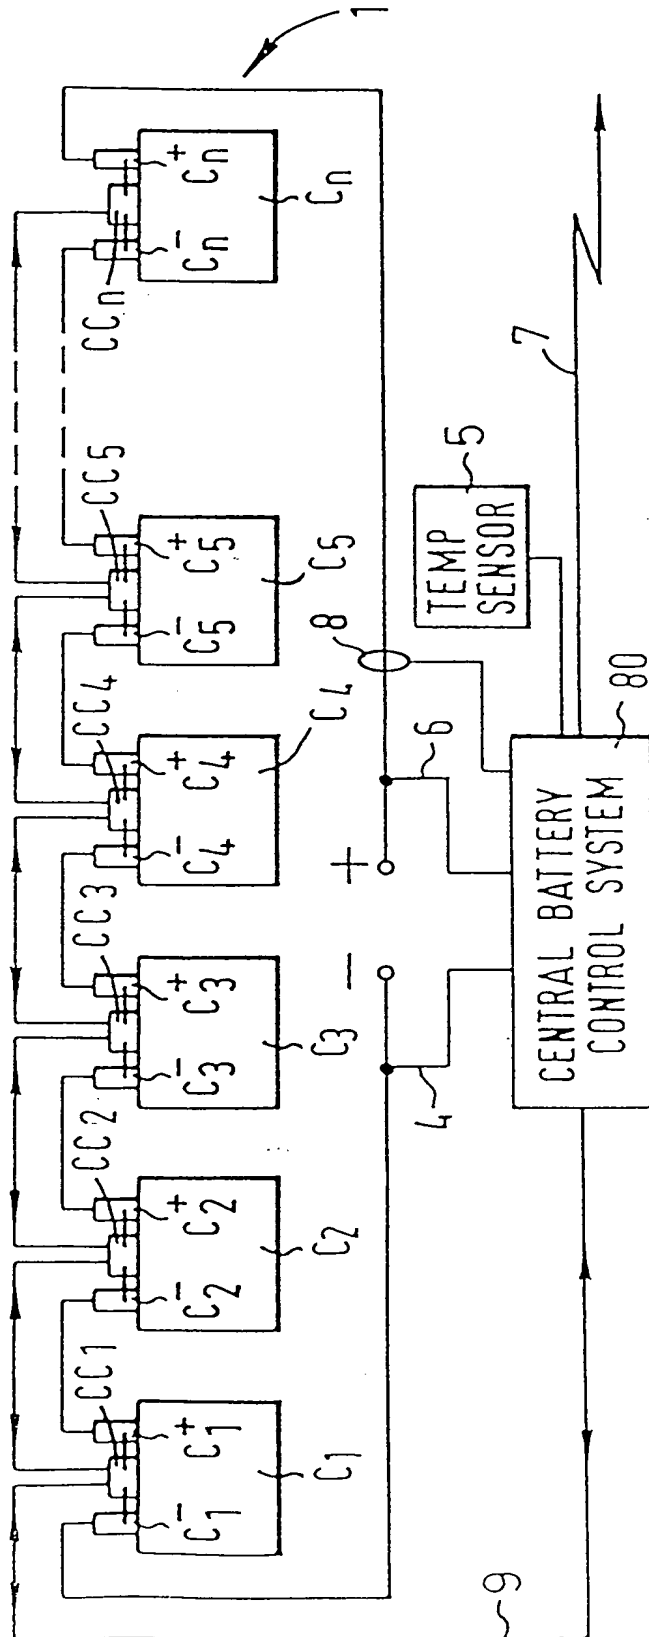 1
CC1 CC2 CC3 CC4 CC5 CCn
C1- C1+ C2- C2+ C3- C3+ C4- C4+ C5- C5+ Cn- Cn+
C1 C2 C3 C4 C5 Cn
9
− +
4 6 8
TEMP
SENSOR
5
7
CENTRAL BATTERY
CONTROL SYSTEM
80